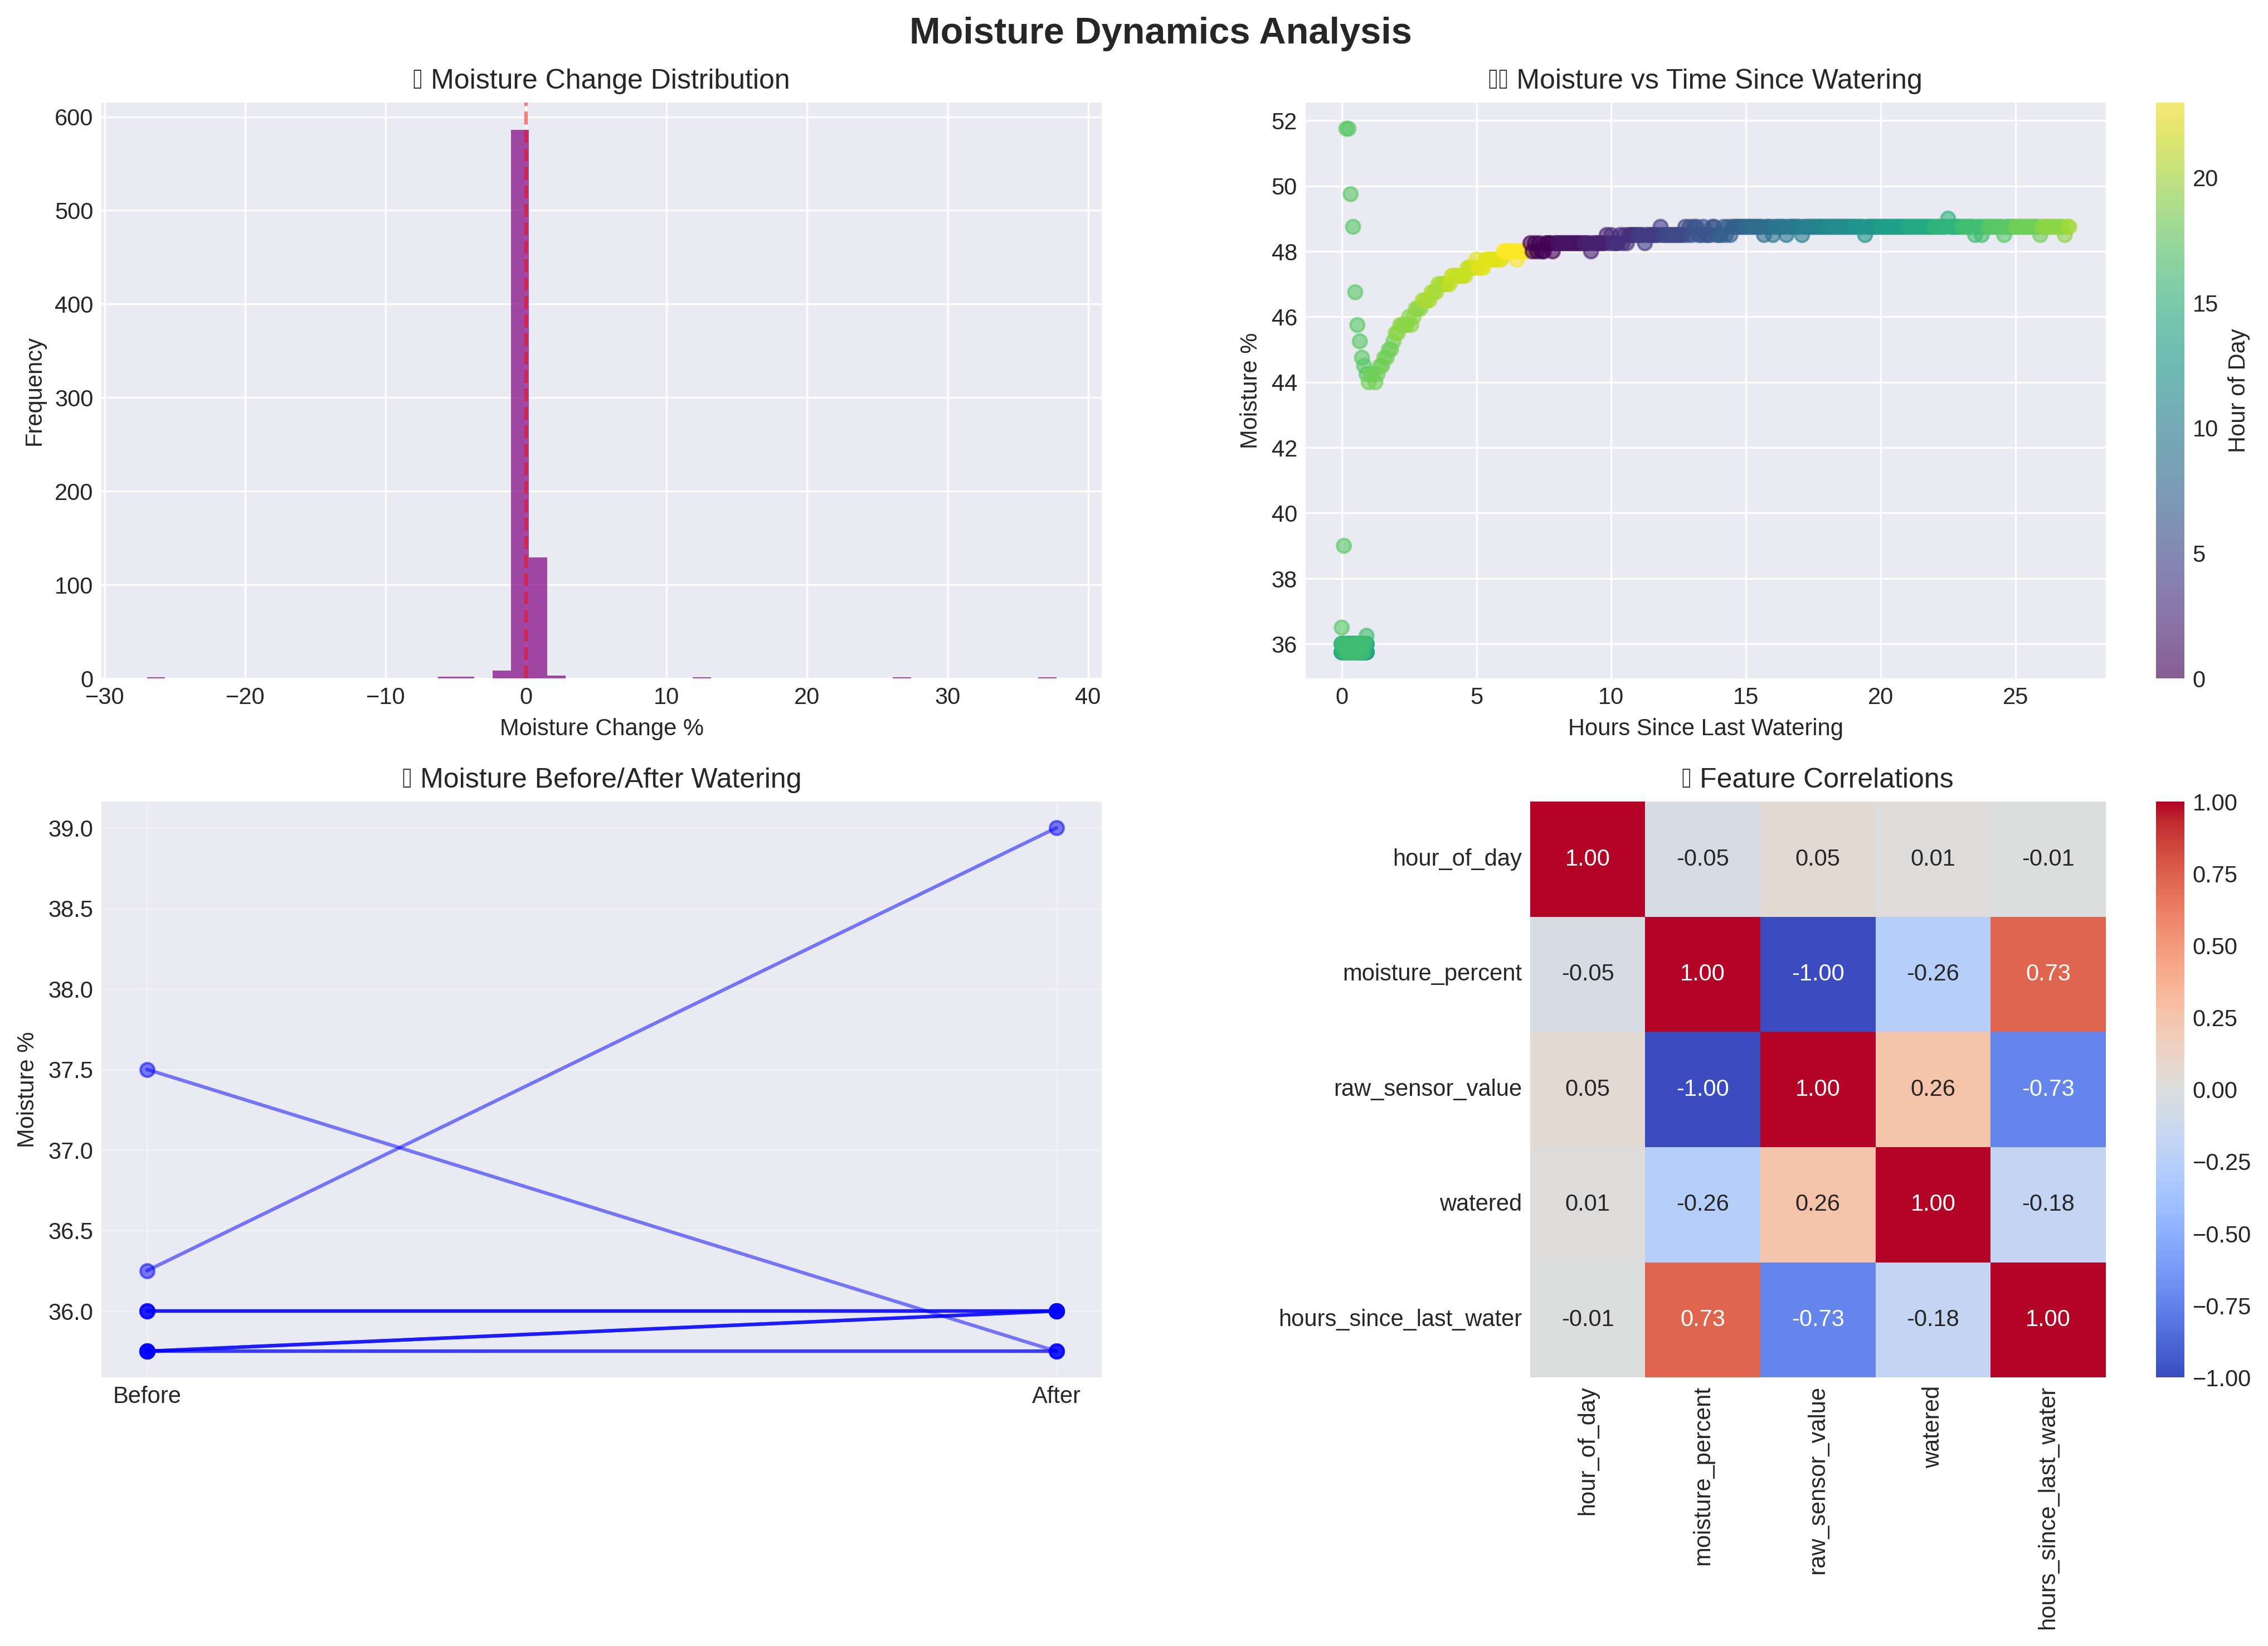 Moisture Dynamics Analysis
Moisture Change Distribution
600
500
400
300
200
100
0
Frequency
−30 −20 −10 0 10 20 30 40
Moisture Change %
Moisture vs Time Since Watering
52
50
48
46
44
42
40
38
36
Moisture %
0 5 10 15 20 25
Hours Since Last Watering
20
15
10
5
0
Hour of Day
Moisture Before/After Watering
39.0
38.5
38.0
37.5
37.0
36.5
36.0
Moisture %
Before After
Feature Correlations
hour_of_day 1.00 -0.05 0.05 0.01 -0.01
moisture_percent -0.05 1.00 -1.00 -0.26 0.73
raw_sensor_value 0.05 -1.00 1.00 0.26 -0.73
watered 0.01 -0.26 0.26 1.00 -0.18
hours_since_last_water -0.01 0.73 -0.73 -0.18 1.00
hour_of_day
moisture_percent
raw_sensor_value
watered
hours_since_last_water
1.00
0.75
0.50
0.25
0.00
−0.25
−0.50
−0.75
−1.00